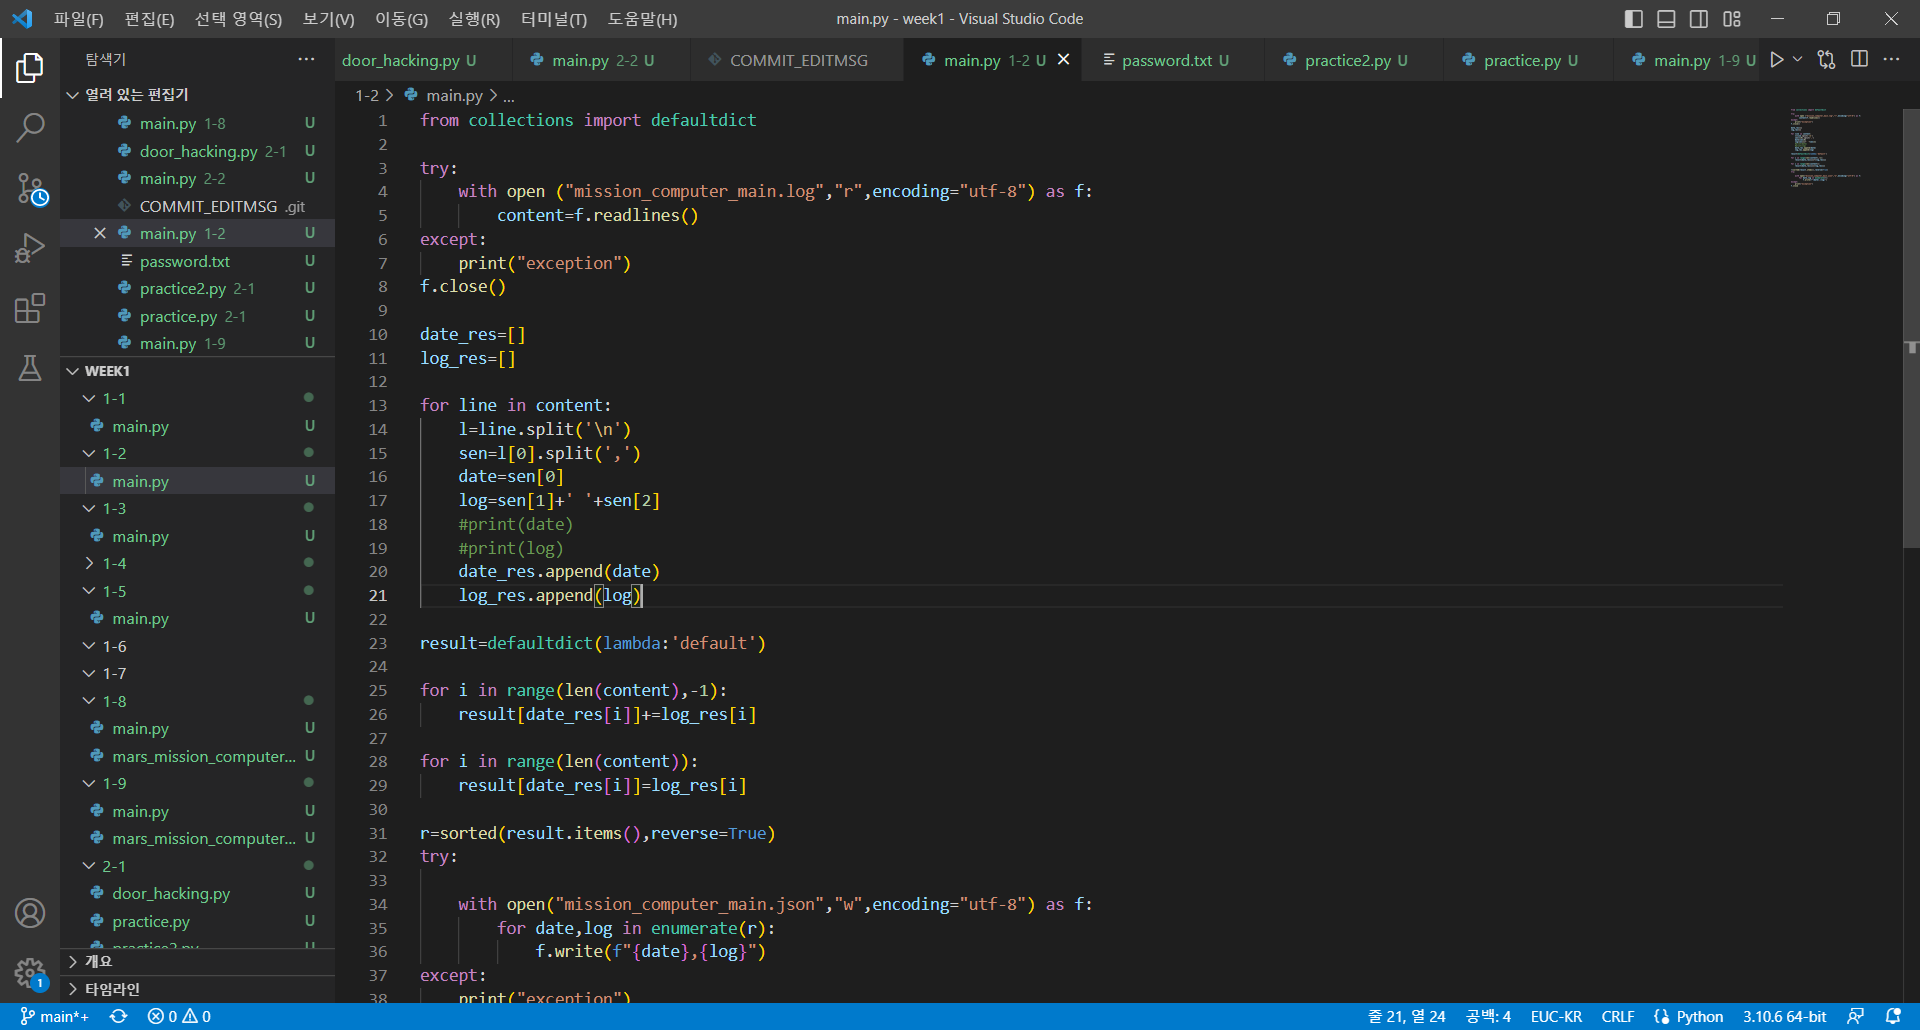 파일(F) 편집(E) 선택 영역(S) 보기(V) 이동(G) 실행(R) 터미널(T) 도움말(H)
main.py - week1 - Visual Studio Code
탐색기
door_hacking.py U
main.py 2-2 U
COMMIT_EDITMSG
main.py 1-2 U
password.txt U
practice2.py U
practice.py U
main.py 1-9 U
열려 있는 편집기
main.py 1-8 U
door_hacking.py 2-1 U
main.py 2-2 U
COMMIT_EDITMSG .git
main.py 1-2 U
password.txt U
practice2.py 2-1 U
practice.py 2-1 U
main.py 1-9 U
WEEK1
1-1
main.py U
1-2
main.py U
1-3
main.py U
1-4
1-5
main.py U
1-6
1-7
1-8
main.py U
mars_mission_computer... U
1-9
main.py U
mars_mission_computer... U
2-1
door_hacking.py U
practice.py U
practice2.py U
개요
타임라인
1-2 > main.py > ...
1 from collections import defaultdict
2
3 try:
4 with open ("mission_computer_main.log","r",encoding="utf-8") as f:
5 content=f.readlines()
6 except:
7 print("exception")
8 f.close()
9
10 date_res=[]
11 log_res=[]
12
13 for line in content:
14 l=line.split('\n')
15 sen=l[0].split(',')
16 date=sen[0]
17 log=sen[1]+' '+sen[2]
18 #print(date)
19 #print(log)
20 date_res.append(date)
21 log_res.append(log)
22
23 result=defaultdict(lambda:'default')
24
25 for i in range(len(content),-1):
26 result[date_res[i]]+=log_res[i]
27
28 for i in range(len(content)):
29 result[date_res[i]]=log_res[i]
30
31 r=sorted(result.items(),reverse=True)
32 try:
33
34 with open("mission_computer_main.json","w",encoding="utf-8") as f:
35 for date,log in enumerate(r):
36 f.write(f"{date},{log}")
37 except:
38 print("exception")
1
main*+ 0 0
줄 21, 열 24 공백: 4 EUC-KR CRLF Python 3.10.6 64-bit